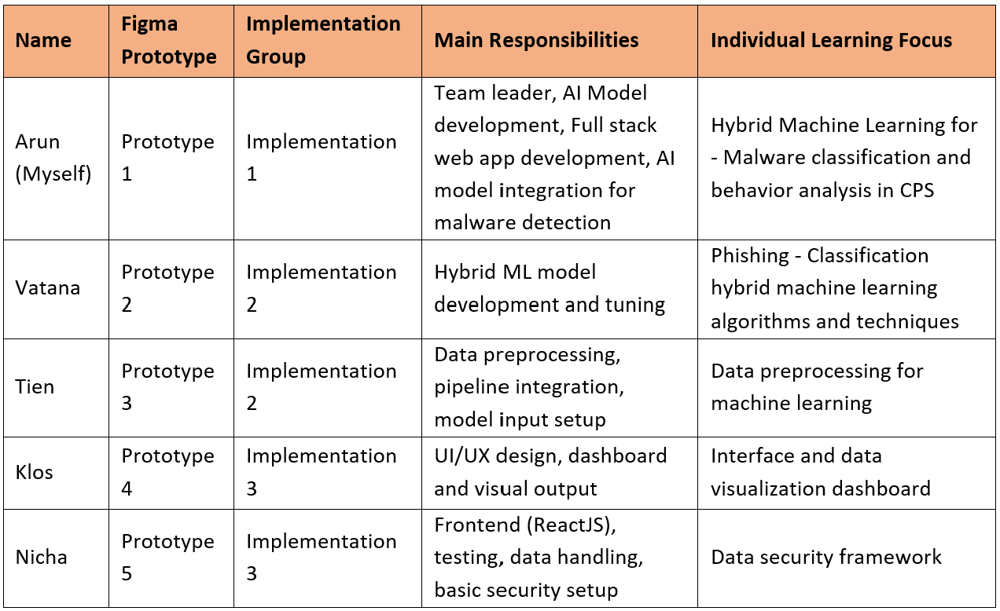 Name
Figma
Prototype
Implementation
Group
Main Responsibilities
Individual Learning Focus
Arun
(Myself)
Prototype
1
Implementation
1
Team leader, AI Model
development, Full stack
web app development, AI
model integration for
malware detection
Hybrid Machine Learning for
- Malware classification and
behavior analysis in CPS
Vatana
Prototype
2
Implementation
2
Hybrid ML model
development and tuning
Phishing - Classification
hybrid machine learning
algorithms and techniques
Tien
Prototype
3
Implementation
2
Data preprocessing,
pipeline integration,
model input setup
Data preprocessing for
machine learning
Klos
Prototype
4
Implementation
3
UI/UX design, dashboard
and visual output
Interface and data
visualization dashboard
Nicha
Prototype
5
Implementation
3
Frontend (ReactJS),
testing, data handling,
basic security setup
Data security framework